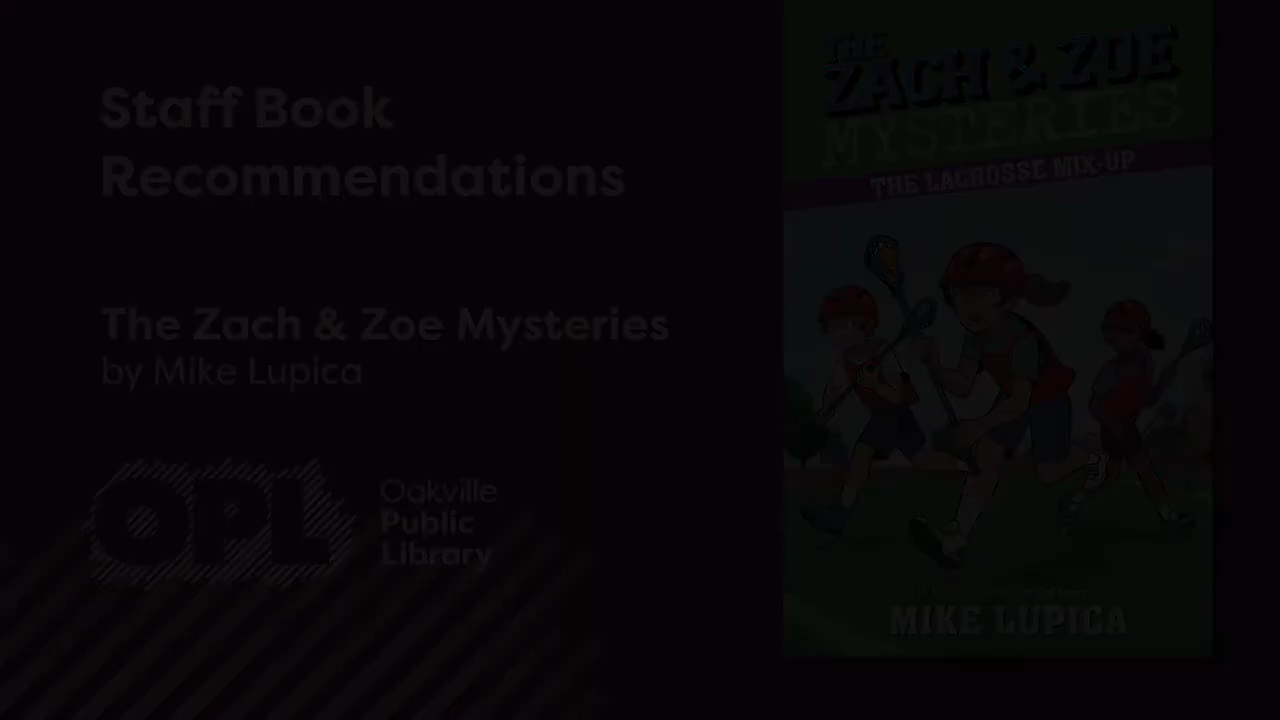 Staff Book
Recommendations
The Zach & Zoe Mysteries
by Mike Lupica
OPL
Oakville
Public
Library
THE
ZACH & ZOE
MYSTERIES
THE LACROSSE MIX-UP
MIKE LUPICA